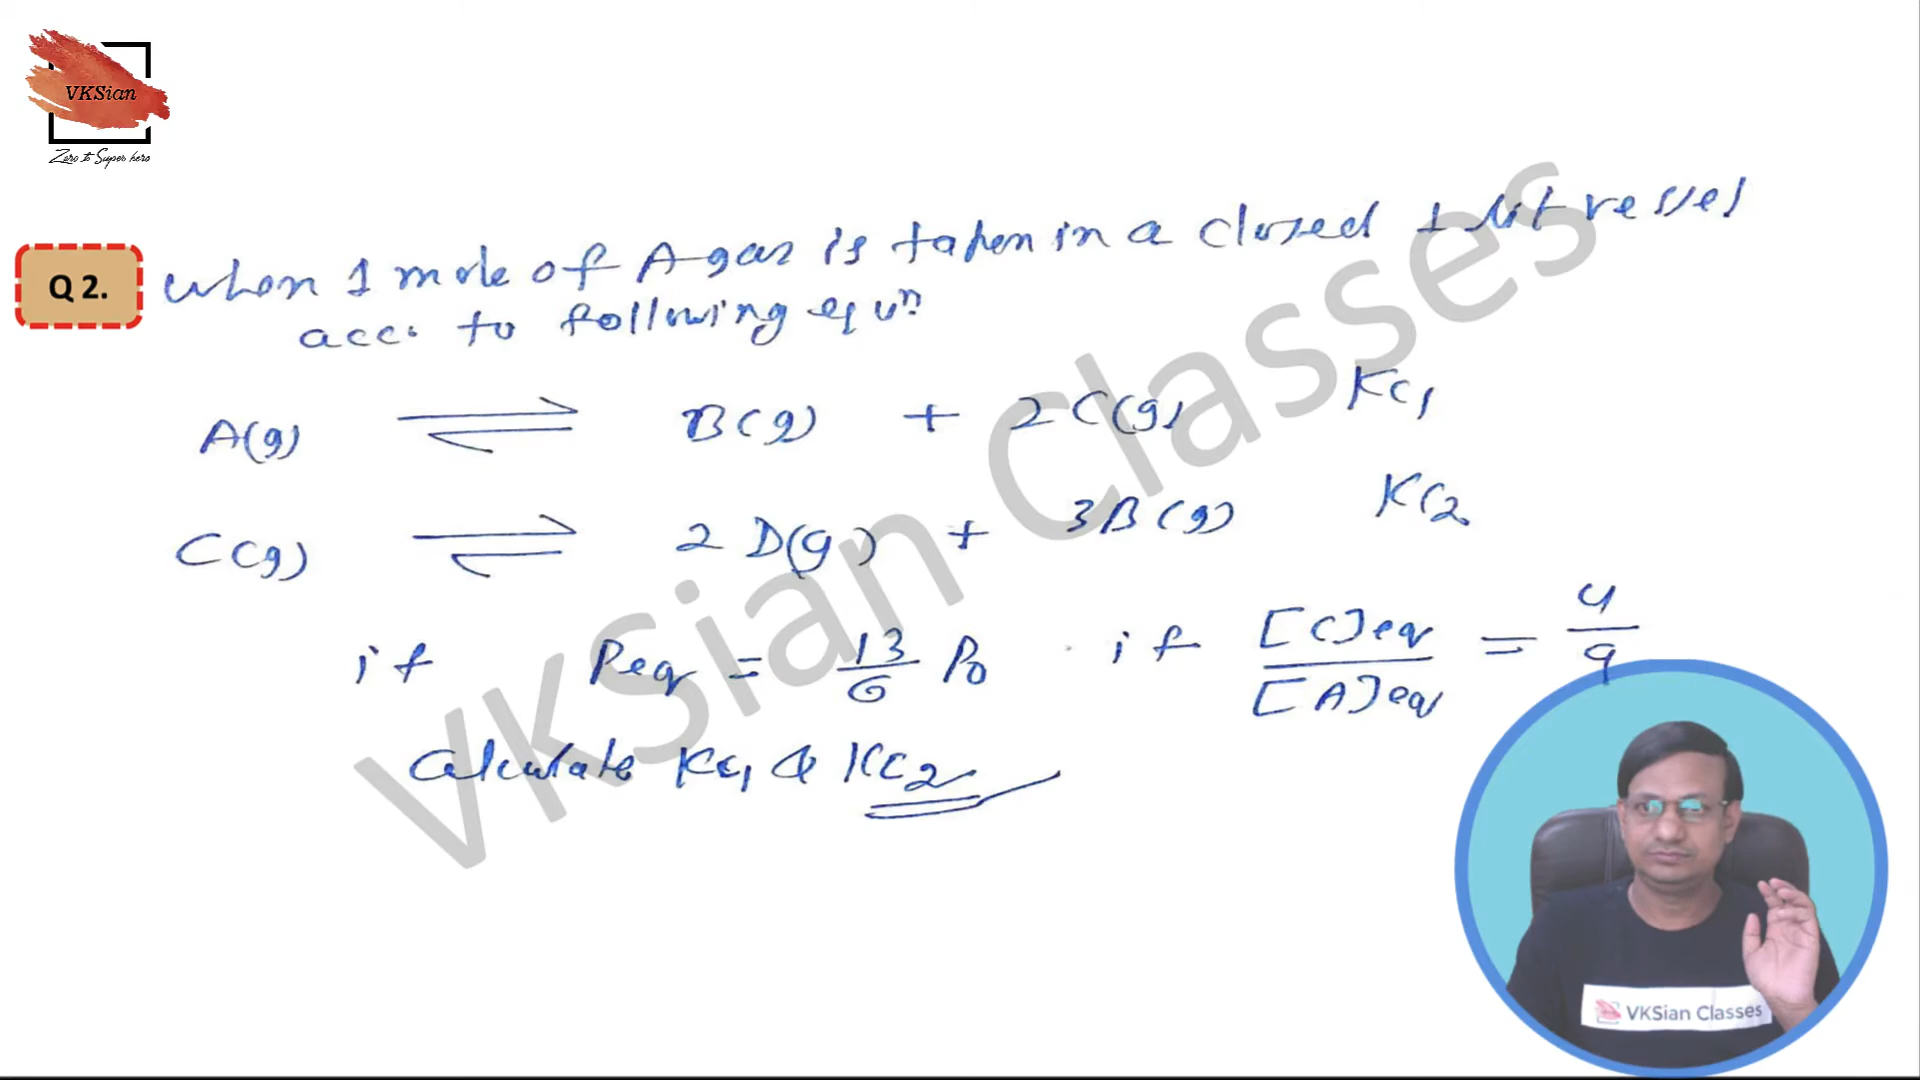 VKSian
Zero to Super hero
Q 2. When 1 mole of A gas is taken in a closed 1 lit vessel
acc. to following equⁿ
A(g) ⇌ B(g) + 2C(g) Kc₁
C(g) ⇌ 2D(g) + 3B(g) Kc₂
if Peq = 13/6 P₀ . if [C]eq/[A]eq = 4/9
Calculate Kc₁ & Kc₂
VKSian Classes
VKSian Classes